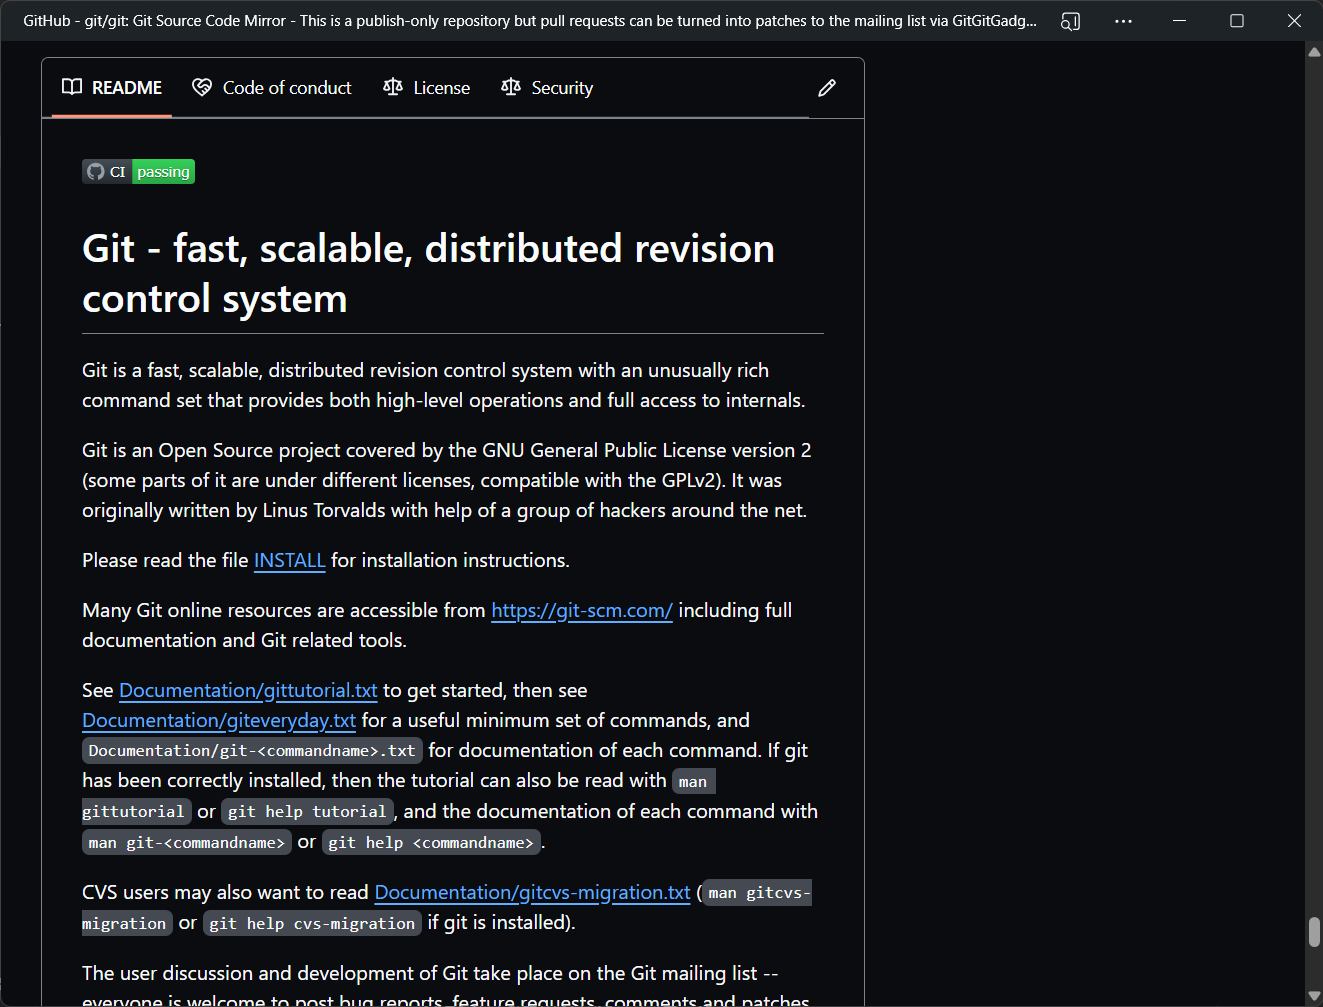 GitHub - git/git: Git Source Code Mirror - This is a publish-only repository but pull requests can be turned into patches to the mailing list via GitGitGadg...
README
Code of conduct
License
Security
CI passing
Git - fast, scalable, distributed revision
control system
Git is a fast, scalable, distributed revision control system with an unusually rich
command set that provides both high-level operations and full access to internals.
Git is an Open Source project covered by the GNU General Public License version 2
(some parts of it are under different licenses, compatible with the GPLv2). It was
originally written by Linus Torvalds with help of a group of hackers around the net.
Please read the file INSTALL for installation instructions.
Many Git online resources are accessible from https://git-scm.com/ including full
documentation and Git related tools.
See Documentation/gittutorial.txt to get started, then see
Documentation/giteveryday.txt for a useful minimum set of commands, and
Documentation/git-<commandname>.txt for documentation of each command. If git
has been correctly installed, then the tutorial can also be read with man
gittutorial or git help tutorial, and the documentation of each command with
man git-<commandname> or git help <commandname>.
CVS users may also want to read Documentation/gitcvs-migration.txt (man gitcvs-
migration or git help cvs-migration if git is installed).
The user discussion and development of Git take place on the Git mailing list --
everyone is welcome to post bug reports, feature requests, comments and patches